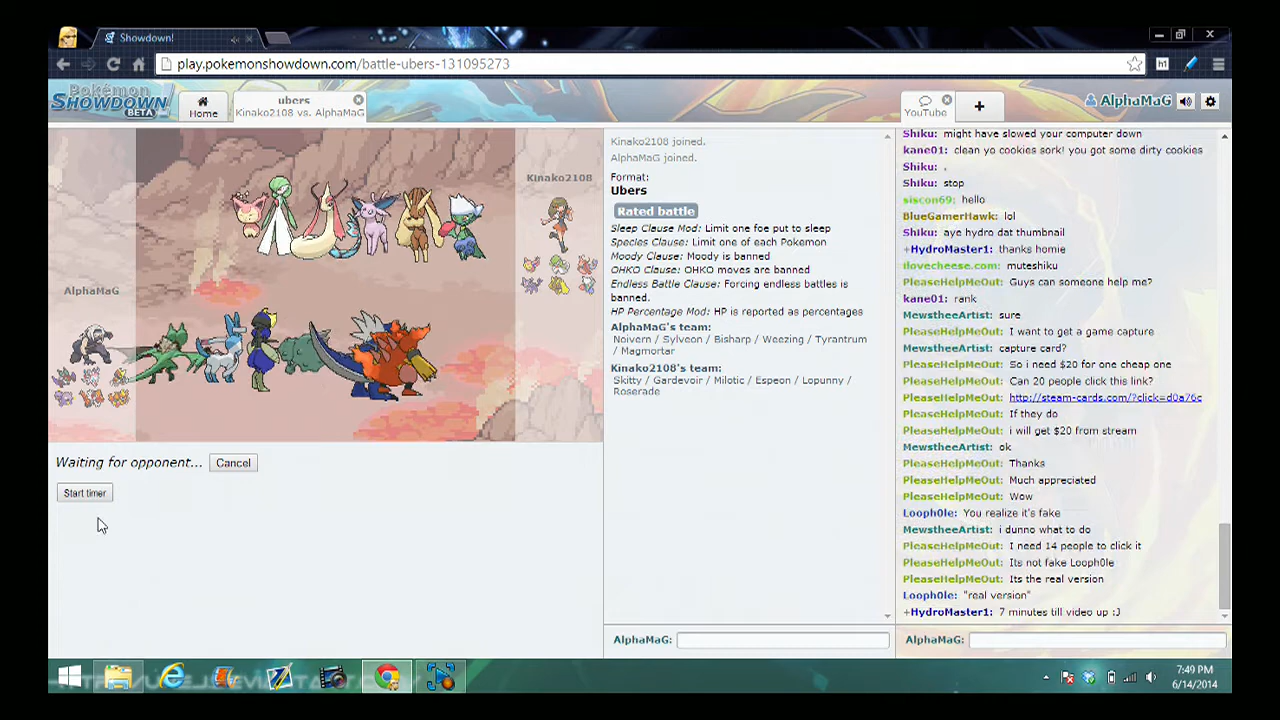 Showdown!
play.pokemonshowdown.com/battle-ubers-131095273
Pokémon
SHOWDOWN
BETA
Home
ubers
Kinako2108 vs. AlphaMaG
YouTube
+
AlphaMaG
Kinako2108
AlphaMaG
Waiting for opponent... Cancel
Start timer
Kinako2108 joined.
AlphaMaG joined.
Format:
Ubers
Rated battle
Sleep Clause Mod: Limit one foe put to sleep
Species Clause: Limit one of each Pokemon
Moody Clause: Moody is banned
OHKO Clause: OHKO moves are banned
Endless Battle Clause: Forcing endless battles is
banned.
HP Percentage Mod: HP is reported as percentages
AlphaMaG's team:
Noivern / Sylveon / Bisharp / Weezing / Tyrantrum
/ Magmortar
Kinako2108's team:
Skitty / Gardevoir / Milotic / Espeon / Lopunny /
Roserade
AlphaMaG:
Shiku: might have slowed your computer down
kane01: clean yo cookies sork! you got some dirty cookies
Shiku: .
Shiku: stop
siscon69: hello
BlueGamerHawk: lol
Shiku: aye hydro dat thumbnail
+HydroMaster1: thanks homie
ilovecheese.com: muteshiku
PleaseHelpMeOut: Guys can someone help me?
kane01: rank
MewstheeArtist: sure
PleaseHelpMeOut: I want to get a game capture
MewstheeArtist: capture card?
PleaseHelpMeOut: So i need $20 for one cheap one
PleaseHelpMeOut: Can 20 people click this link?
PleaseHelpMeOut: http://steam-cards.com/?click=d0a76c
PleaseHelpMeOut: If they do
PleaseHelpMeOut: i will get $20 from stream
MewstheeArtist: ok
PleaseHelpMeOut: Thanks
PleaseHelpMeOut: Much appreciated
PleaseHelpMeOut: Wow
Looph0le: You realize it's fake
MewstheeArtist: i dunno what to do
PleaseHelpMeOut: I need 14 people to click it
PleaseHelpMeOut: Its not fake Looph0le
PleaseHelpMeOut: Its the real version
Looph0le: "real version"
+HydroMaster1: 7 minutes till video up :J
AlphaMaG:
7:49 PM
6/14/2014